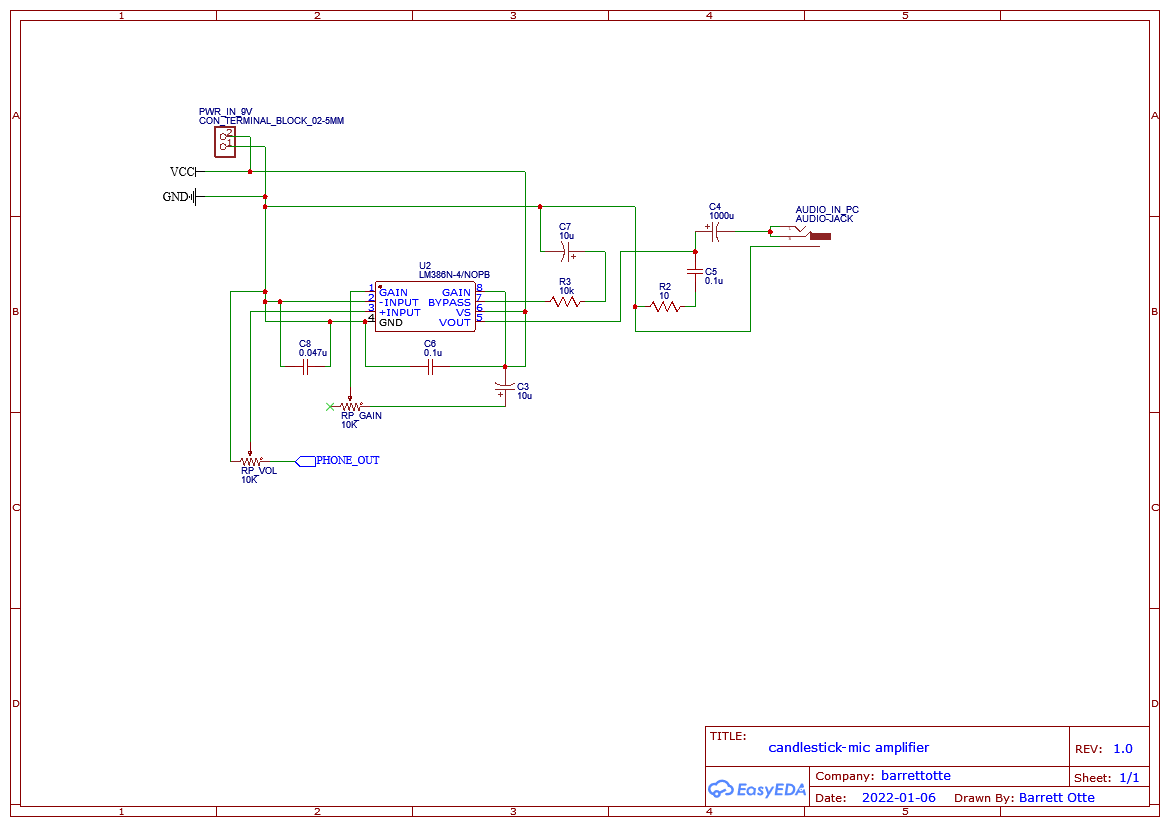 1 2 3 4 5
A A
PWR_IN_9V
CON_TERMINAL_BLOCK_02-5MM
2
1
VCC
GND
C4
1000u
AUDIO_IN_PC
AUDIO-JACK
C7
10u
+
+
C5
0.1u
U2
LM386N-4/NOPB
R3
10k
R2
10
B B
1 GAIN GAIN 8
2 -INPUT BYPASS 7
3 +INPUT VS 6
4 GND VOUT 5
C8
0.047u
C6
0.1u
C3
10u
+
RP_GAIN
10K
PHONE_OUT
RP_VOL
10K
C C
D D
TITLE:
candlestick-mic amplifier
REV: 1.0
EasyEDA
Company: barrettotte
Sheet: 1/1
Date: 2022-01-06 Drawn By: Barrett Otte
1 2 3 4 5